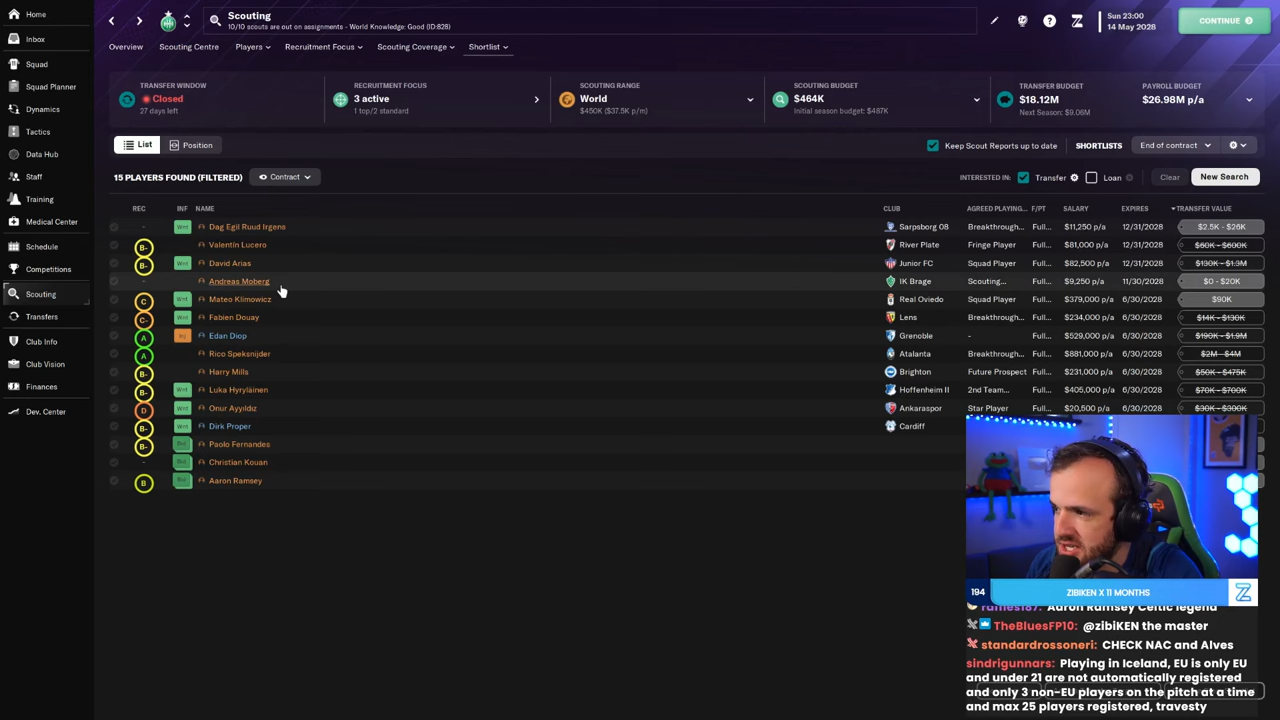 Home
Scouting
10/10 scouts are out on assignments - World Knowledge: Good (ID:828)
Sun 23:00
14 May 2028
CONTINUE
Inbox
Overview
Scouting Centre
Players
Recruitment Focus
Scouting Coverage
Shortlist
Squad
Squad Planner
Dynamics
Tactics
Data Hub
Staff
Training
Medical Center
Schedule
Competitions
Scouting
Transfers
Club Info
Club Vision
Finances
Dev. Center
TRANSFER WINDOW
Closed
27 days left
RECRUITMENT FOCUS
3 active
1 top/2 standard
SCOUTING RANGE
World
$450K ($37.5K p/m)
SCOUTING BUDGET
$464K
Initial season budget: $487K
TRANSFER BUDGET
$18.12M
Next Season: $9.06M
PAYROLL BUDGET
$26.98M p/a
List
Position
Keep Scout Reports up to date
SHORTLISTS
End of contract
15 PLAYERS FOUND (FILTERED)
Contract
INTERESTED IN:
Transfer
Loan
Clear
New Search
REC INF NAME CLUB AGREED PLAYING... F/PT SALARY EXPIRES TRANSFER VALUE
- Wnt Dag Egil Ruud Irgens Sarpsborg 08 Breakthrough... Full... $11,250 p/a 12/31/2028 $2.5K - $26K
B- Valentín Lucero River Plate Fringe Player Full... $81,000 p/a 12/31/2028 $60K - $600K
B- Wnt David Arias Junior FC Squad Player Full... $82,500 p/a 12/31/2028 $130K - $1.3M
- Andreas Moberg IK Brage Scouting... Full... $9,250 p/a 11/30/2028 $0 - $20K
C Wnt Mateo Klimowicz Real Oviedo Squad Player Full... $379,000 p/a 6/30/2028 $90K
C- Wnt Fabien Douay Lens Breakthrough... Full... $234,000 p/a 6/30/2028 $14K - $130K
A Inj Edan Diop Grenoble - Full... $529,000 p/a 6/30/2028 $190K - $1.9M
A Rico Speksnijder Atalanta Breakthrough... Full... $881,000 p/a 6/30/2028 $2M - $4M
B- Harry Mills Brighton Future Prospect Full... $231,000 p/a 6/30/2028 $50K - $475K
B- Wnt Luka Hyryläinen Hoffenheim II 2nd Team... Full... $405,000 p/a 6/30/2028 $70K - $700K
D Wnt Onur Ayyıldız Ankaraspor Star Player Full... $20,500 p/a 6/30/2028 $30K - $300K
B- Wnt Dirk Proper Cardiff
B- Paolo Fernandes
- Christian Kouan
B Aaron Ramsey
194 ZIBIKEN X 11 MONTHS
Aaron Ramsey Celtic legend
TheBluesFP10: @zibiKEN the master
standardrossoneri: CHECK NAC and Alves
sindrigunnars: Playing in Iceland, EU is only EU
and under 21 are not automatically registered
and only 3 non-EU players on the pitch at a time
and max 25 players registered, travesty